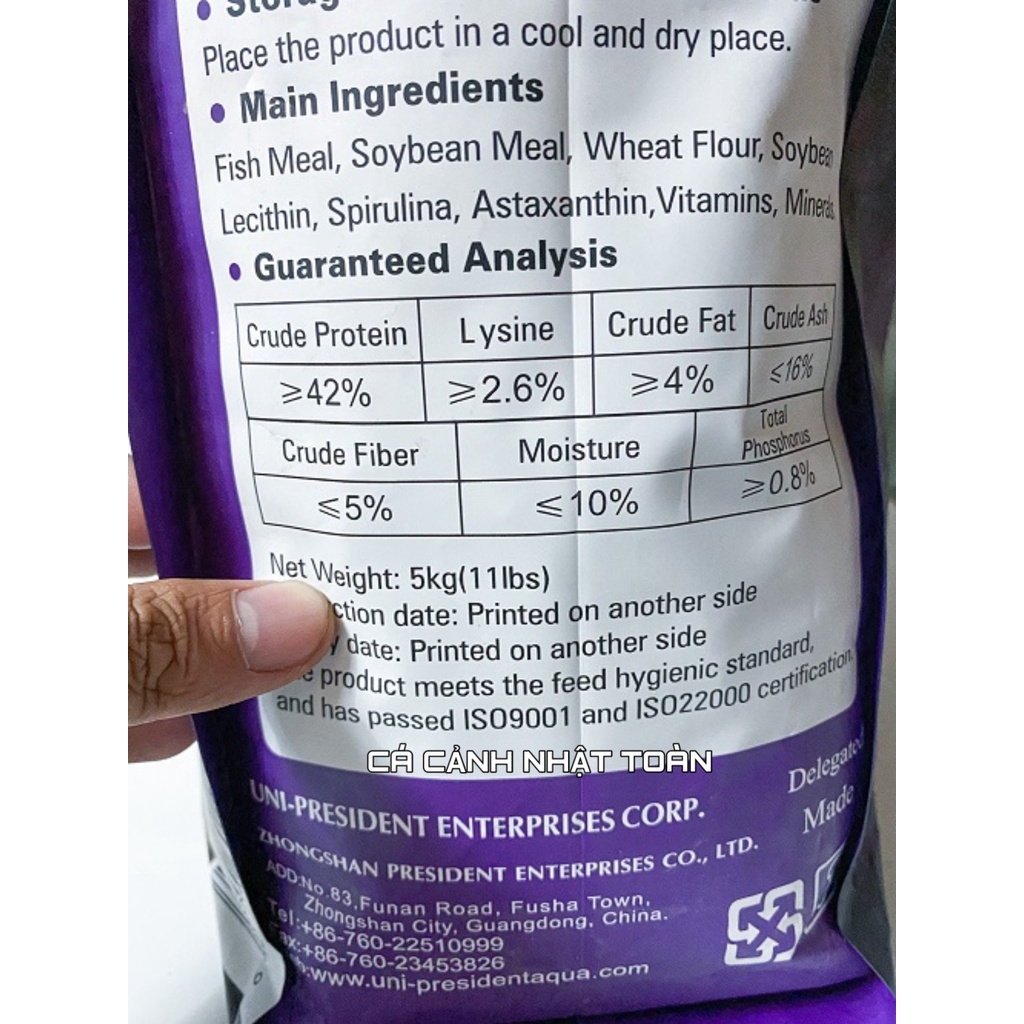 Place the product in a cool and dry place.
• Main Ingredients
Fish Meal, Soybean Meal, Wheat Flour, Soybean
Lecithin, Spirulina, Astaxanthin, Vitamins, Minerals
• Guaranteed Analysis
Crude Protein Lysine Crude Fat Crude Ash
≥42% ≥2.6% ≥4% ≤16%
Crude Fiber Moisture Total Phosphorus
≤5% ≤10% ≥0.8%
Net Weight: 5kg(11lbs)
date: Printed on another side
date: Printed on another side
product meets the feed hygienic standard,
and has passed ISO9001 and ISO22000 certification.
CÁ CẢNH NHẬT TOÀN
Delegated
Made
UNI-PRESIDENT ENTERPRISES CORP.
ZHONGSHAN PRESIDENT ENTERPRISES CO., LTD.
ADD:No.83,Funan Road, Fusha Town,
Zhongshan City, Guangdong, China.
Tel:+86-760-22510999
Fax:+86-760-23453826
www.uni-presidentaqua.com